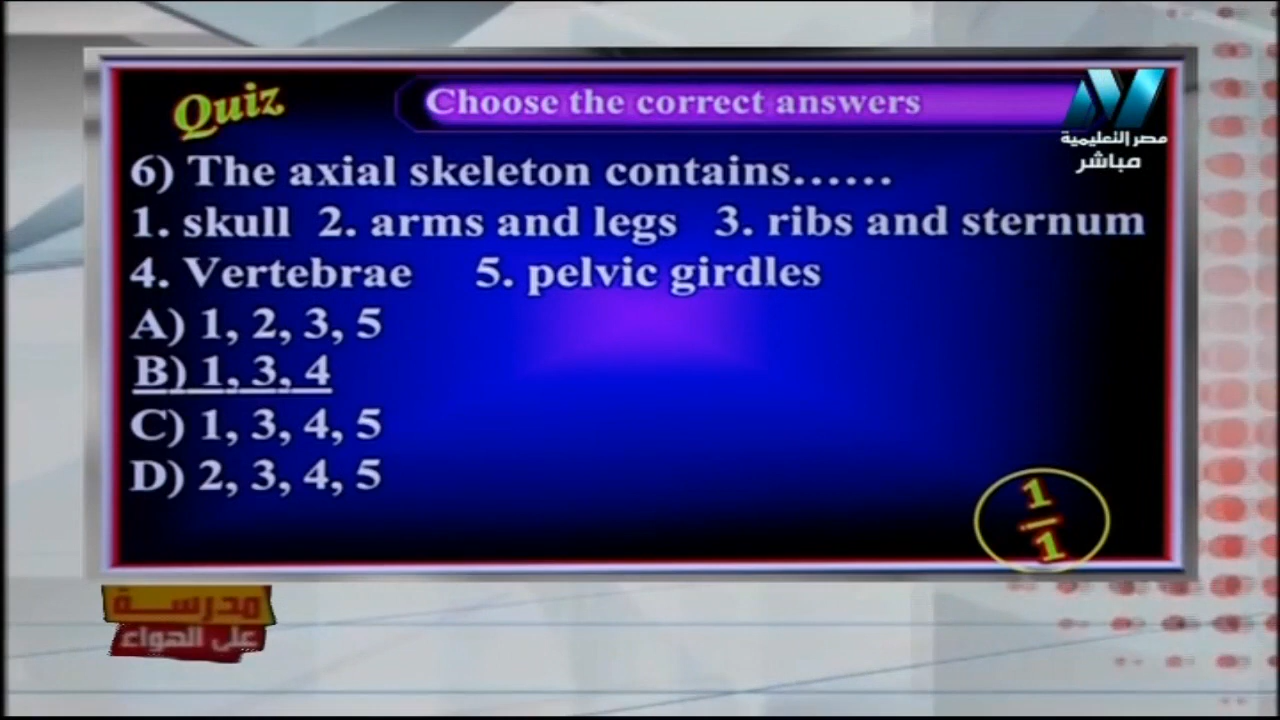 Quiz
Choose the correct answers
مصر التعليمية
مباشر
6) The axial skeleton contains……
1. skull 2. arms and legs 3. ribs and sternum
4. Vertebrae 5. pelvic girdles
A) 1, 2, 3, 5
B) 1, 3, 4
C) 1, 3, 4, 5
D) 2, 3, 4, 5
1
1
مدرسة
على الهواء